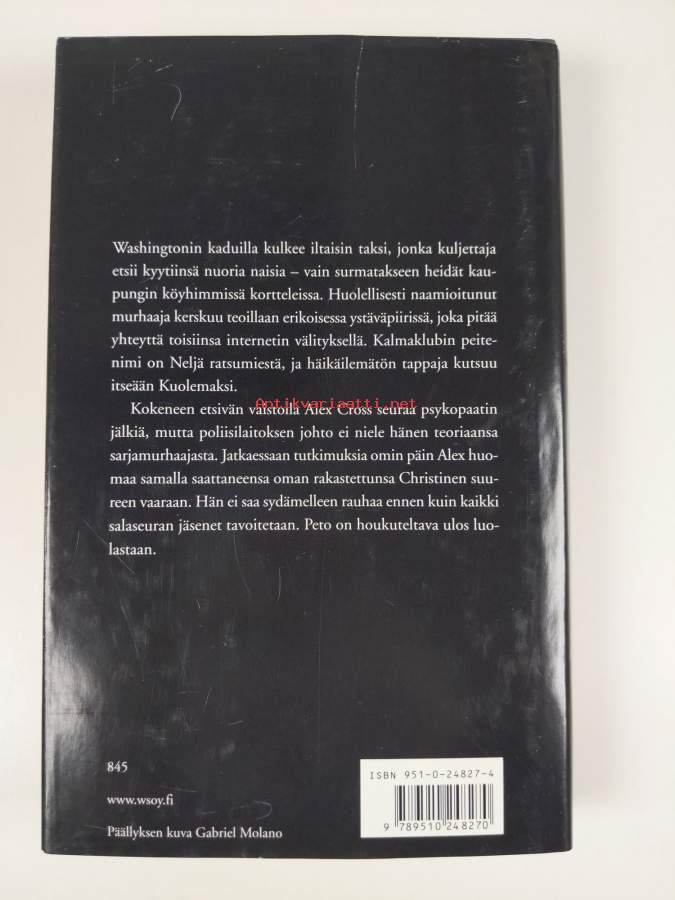 Washingtonin kaduilla kulkee iltaisin taksi, jonka kuljettaja
etsii kyytiinsä nuoria naisia – vain surmatakseen heidät kau-
pungin köyhimmissä kortteleissa. Huolellisesti naamioitunut
murhaaja kerskuu teoillaan erikoisessa ystäväpiirissä, joka pitää
yhteyttä toisiinsa internetin välityksellä. Kalmaklubin peite-
nimi on Neljä ratsumiestä, ja häikäilemätön tappaja kutsuu
itseään Kuolemaksi.
Antikvariaatti.net
Kokeneen etsivän vaistoilla Alex Cross seuraa psykopaatin
jälkiä, mutta poliisilaitoksen johto ei niele hänen teoriaansa
sarjamurhaajasta. Jatkaessaan tutkimuksia omin päin Alex huo-
maa samalla saattaneensa oman rakastettunsa Christinen suu-
reen vaaraan. Hän ei saa sydämelleen rauhaa ennen kuin kaikki
salaseuran jäsenet tavoitetaan. Peto on houkuteltava ulos luo-
lastaan.
845
www.wsoy.fi
Päällyksen kuva Gabriel Molano
ISBN 951-0-24827-4
9 789510 248270